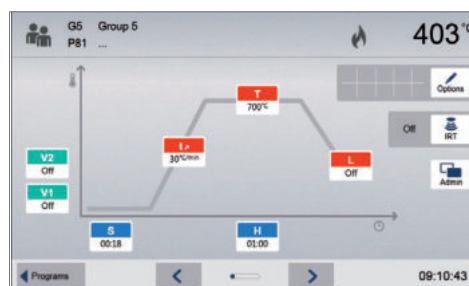 G5 Group 5
P81 ...
403 °C
Options
T
700°C
Off
IRT
t↗
30°C/min
V2
Off
L
Off
Admin
V1
Off
S
00:18
H
01:00
Programs
09:10:43